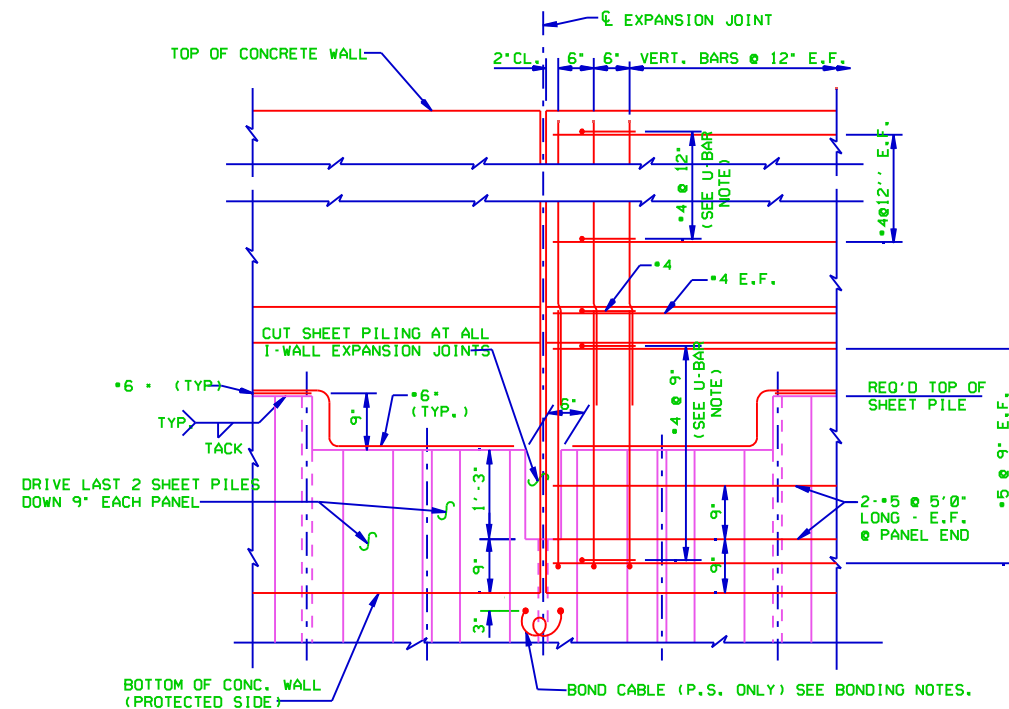 ℄ EXPANSION JOINT
TOP OF CONCRETE WALL
2" CL. 6" 6" VERT. BARS @ 12" E.F.
•4 @ 12"
(SEE U-BAR
NOTE)
•4@12'' E.F.
•4
•4 E.F.
CUT SHEET PILING AT ALL
I-WALL EXPANSION JOINTS
•6 " (TYP)
TYP
TACK
9"
•6"
(TYP.)
6"
•4 @ 9"
(SEE U-BAR
NOTE)
REQ'D TOP OF
SHEET PILE
•5 @ 9" E.F.
DRIVE LAST 2 SHEET PILES
DOWN 9" EACH PANEL
1'-3"
9"
3"
9"
9"
2-•5 @ 5'0"
LONG - E.F.
@ PANEL END
BOTTOM OF CONC. WALL
(PROTECTED SIDE)
BOND CABLE (P.S. ONLY) SEE BONDING NOTES.